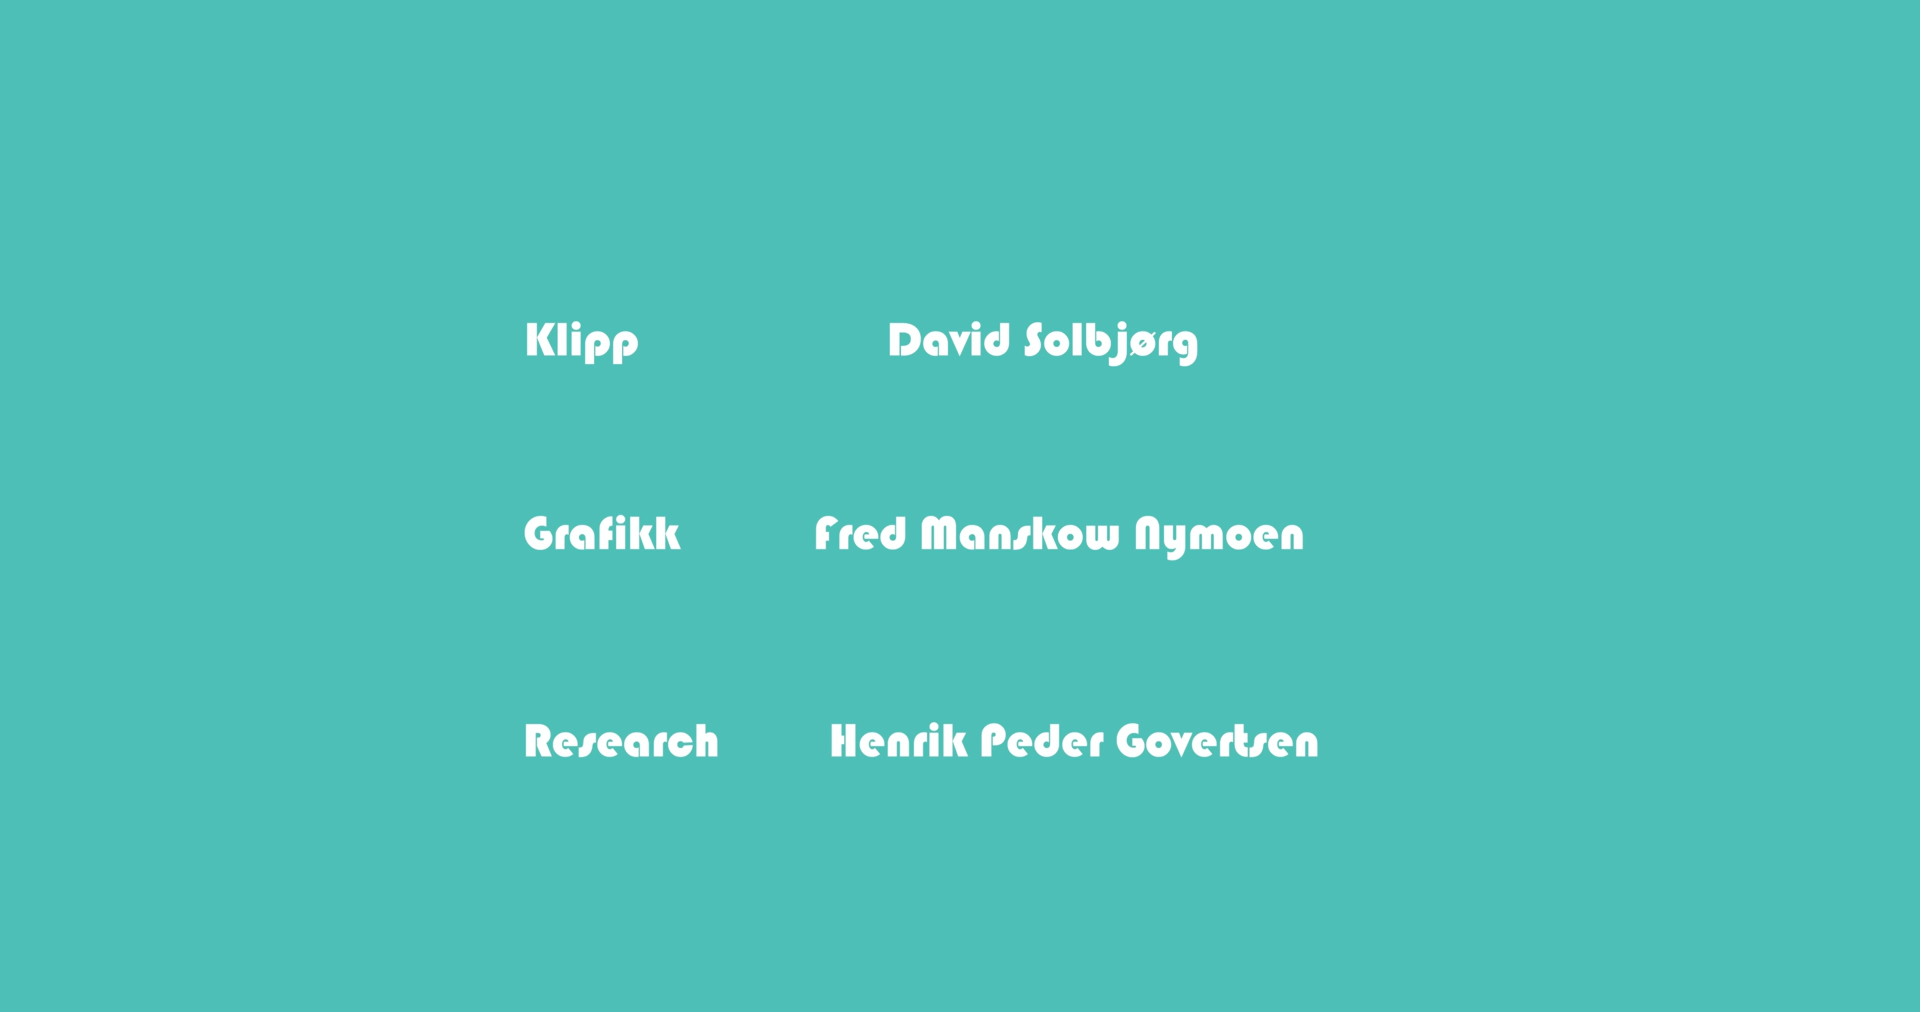 Klipp David Solbjørg
Grafikk Fred Manskow Nymoen
Research Henrik Peder Govertsen